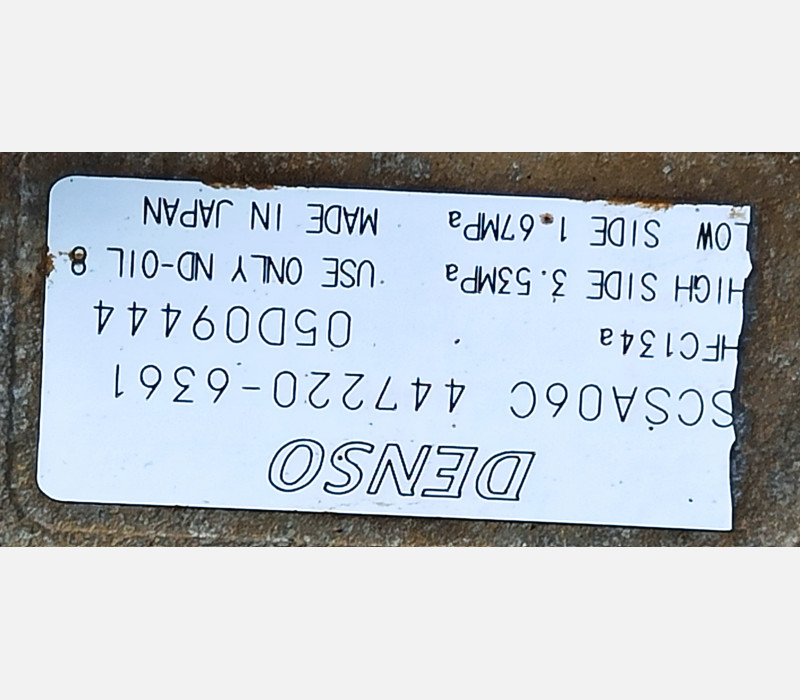 DENSO
SCSA06C 447220-6361
HFC134a 05D09444
HIGH SIDE 3.53MPa USE ONLY ND-OIL 8
LOW SIDE 1.67MPa MADE IN JAPAN